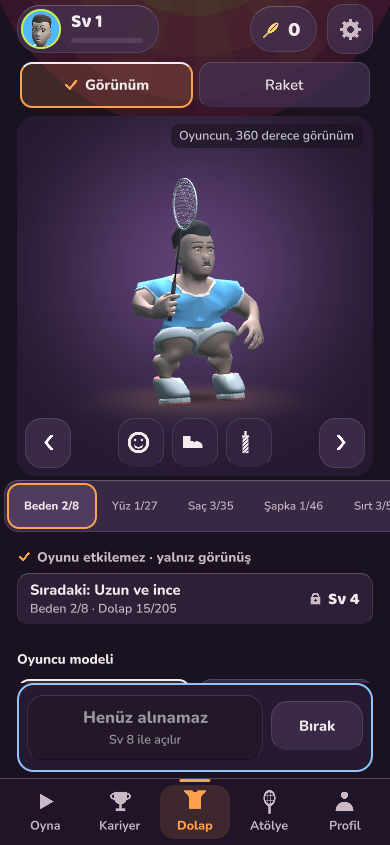 Sv 1
0
Görünüm
Raket
Oyuncun, 360 derece görünüm
Beden 2/8
Yüz 1/27
Saç 3/35
Şapka 1/46
Sırt 3/5
Oyunu etkilemez · yalnız görünüş
Sıradaki: Uzun ve ince
Beden 2/8 · Dolap 15/205
Sv 4
Oyuncu modeli
Henüz alınamaz
Sv 8 ile açılır
Bırak
Oyna
Kariyer
Dolap
Atölye
Profil